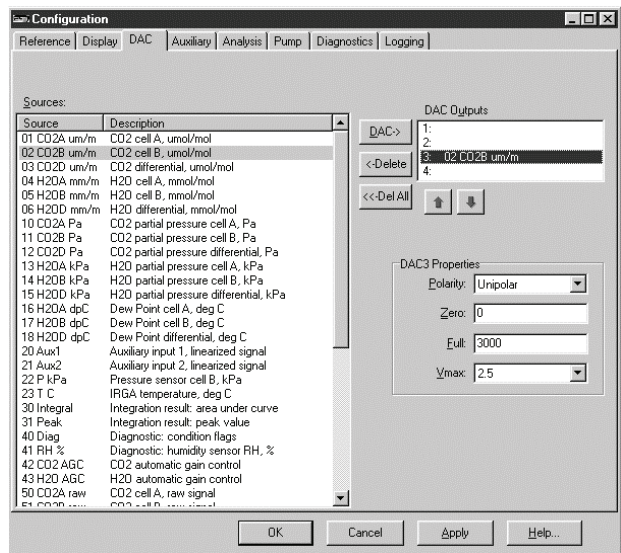 Configuration
Reference Display DAC Auxiliary Analysis Pump Diagnostics Logging
Sources:
Source Description
01 CO2A um/m CO2 cell A, umol/mol
02 CO2B um/m CO2 cell B, umol/mol
03 CO2D um/m CO2 differential, umol/mol
04 H2OA mm/m H2O cell A, mmol/mol
05 H2OB mm/m H2O cell B, mmol/mol
06 H2OD mm/m H2O differential, mmol/mol
10 CO2A Pa CO2 partial pressure cell A, Pa
11 CO2B Pa CO2 partial pressure cell B, Pa
12 CO2D Pa CO2 partial pressure differential, Pa
13 H2OA kPa H2O partial pressure cell A, kPa
14 H2OB kPa H2O partial pressure cell B, kPa
15 H2OD kPa H2O partial pressure differential, kPa
16 H2OA dpC Dew Point cell A, deg C
17 H2OB dpC Dew Point cell B, deg C
18 H2OD dpC Dew Point differential, deg C
20 Aux1 Auxiliary input 1, linearized signal
21 Aux2 Auxiliary input 2, linearized signal
22 P kPa Pressure sensor cell B, kPa
23 T C IRGA temperature, deg C
30 Integral Integration result: area under curve
31 Peak Integration result: peak value
40 Diag Diagnostic: condition flags
41 RH % Diagnostic: humidity sensor RH, %
42 CO2 AGC CO2 automatic gain control
43 H2O AGC H2O automatic gain control
50 CO2A raw CO2 cell A, raw signal
51 CO2B raw CO2 cell B, raw signal
DAC->
<-Delete
<<-Del All
DAC Outputs
1:
2:
3: 02 CO2B um/m
4:
DAC3 Properties
Polarity: Unipolar
Zero: 0
Full: 3000
Vmax: 2.5
OK Cancel Apply Help...